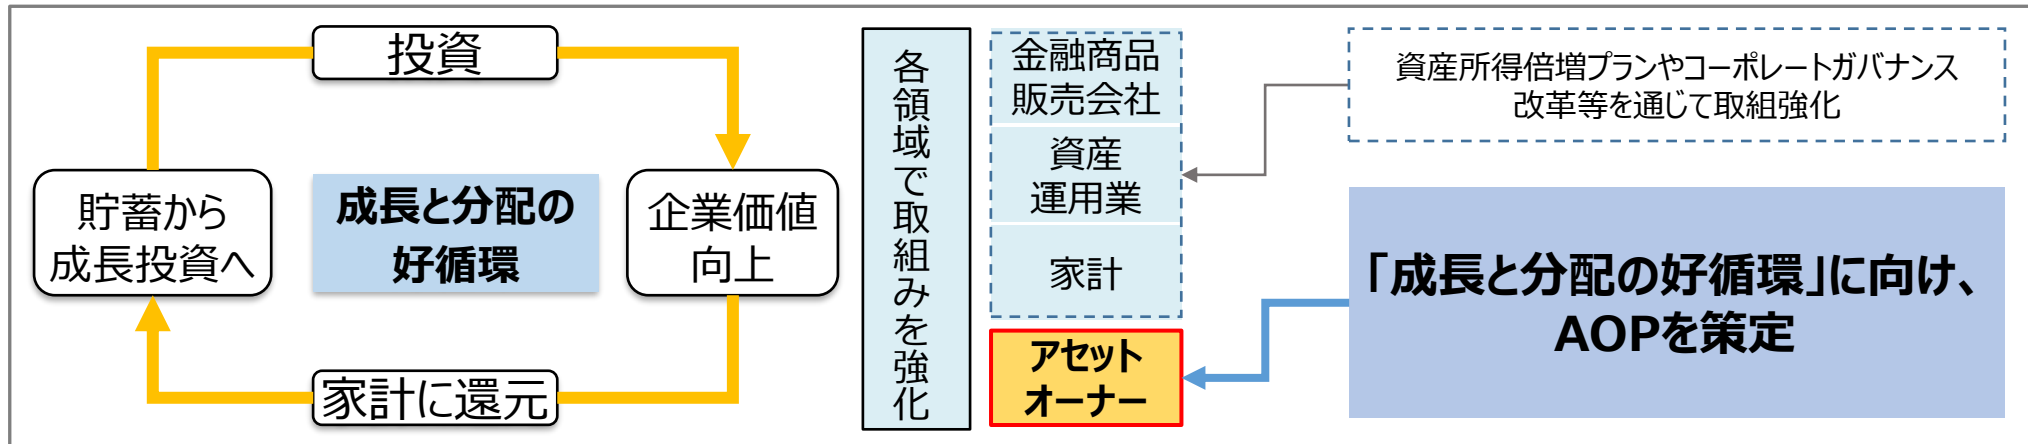 投資
貯蓄から
成長投資へ
成長と分配の
好循環
企業価値
向上
家計に還元
各領域で取組みを強化
金融商品
販売会社
資産
運用業
家計
アセット
オーナー
資産所得倍増プランやコーポレートガバナンス
改革等を通じて取組強化
「成長と分配の好循環」に向け、
AOPを策定